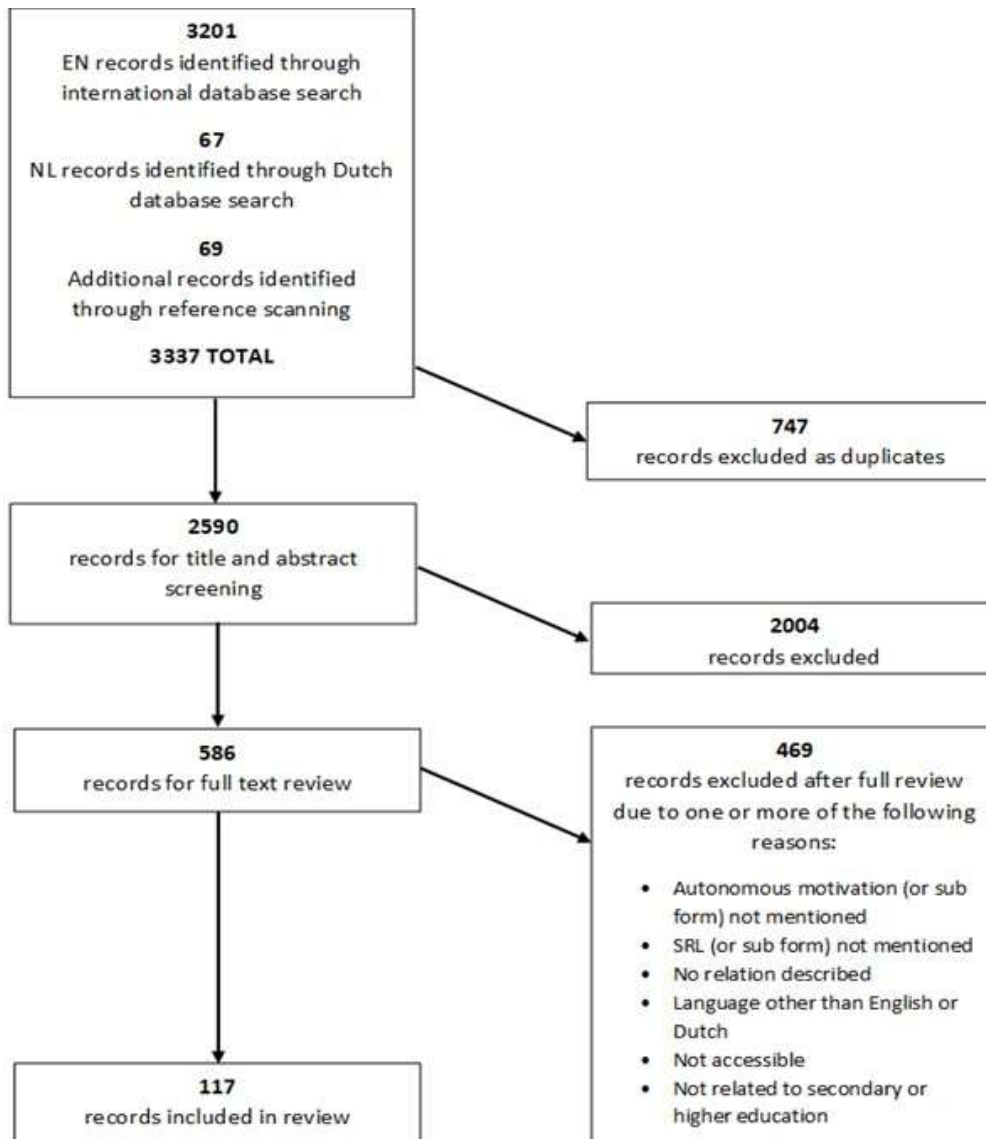 3201
EN records identified through
international database search
67
NL records identified through Dutch
database search
69
Additional records identified
through reference scanning
3337 TOTAL
747
records excluded as duplicates
2590
records for title and abstract
screening
2004
records excluded
586
records for full text review
469
records excluded after full review
due to one or more of the following
reasons:
• Autonomous motivation (or sub
form) not mentioned
• SRL (or sub form) not mentioned
• No relation described
• Language other than English or
Dutch
• Not accessible
• Not related to secondary or
higher education
117
records included in review